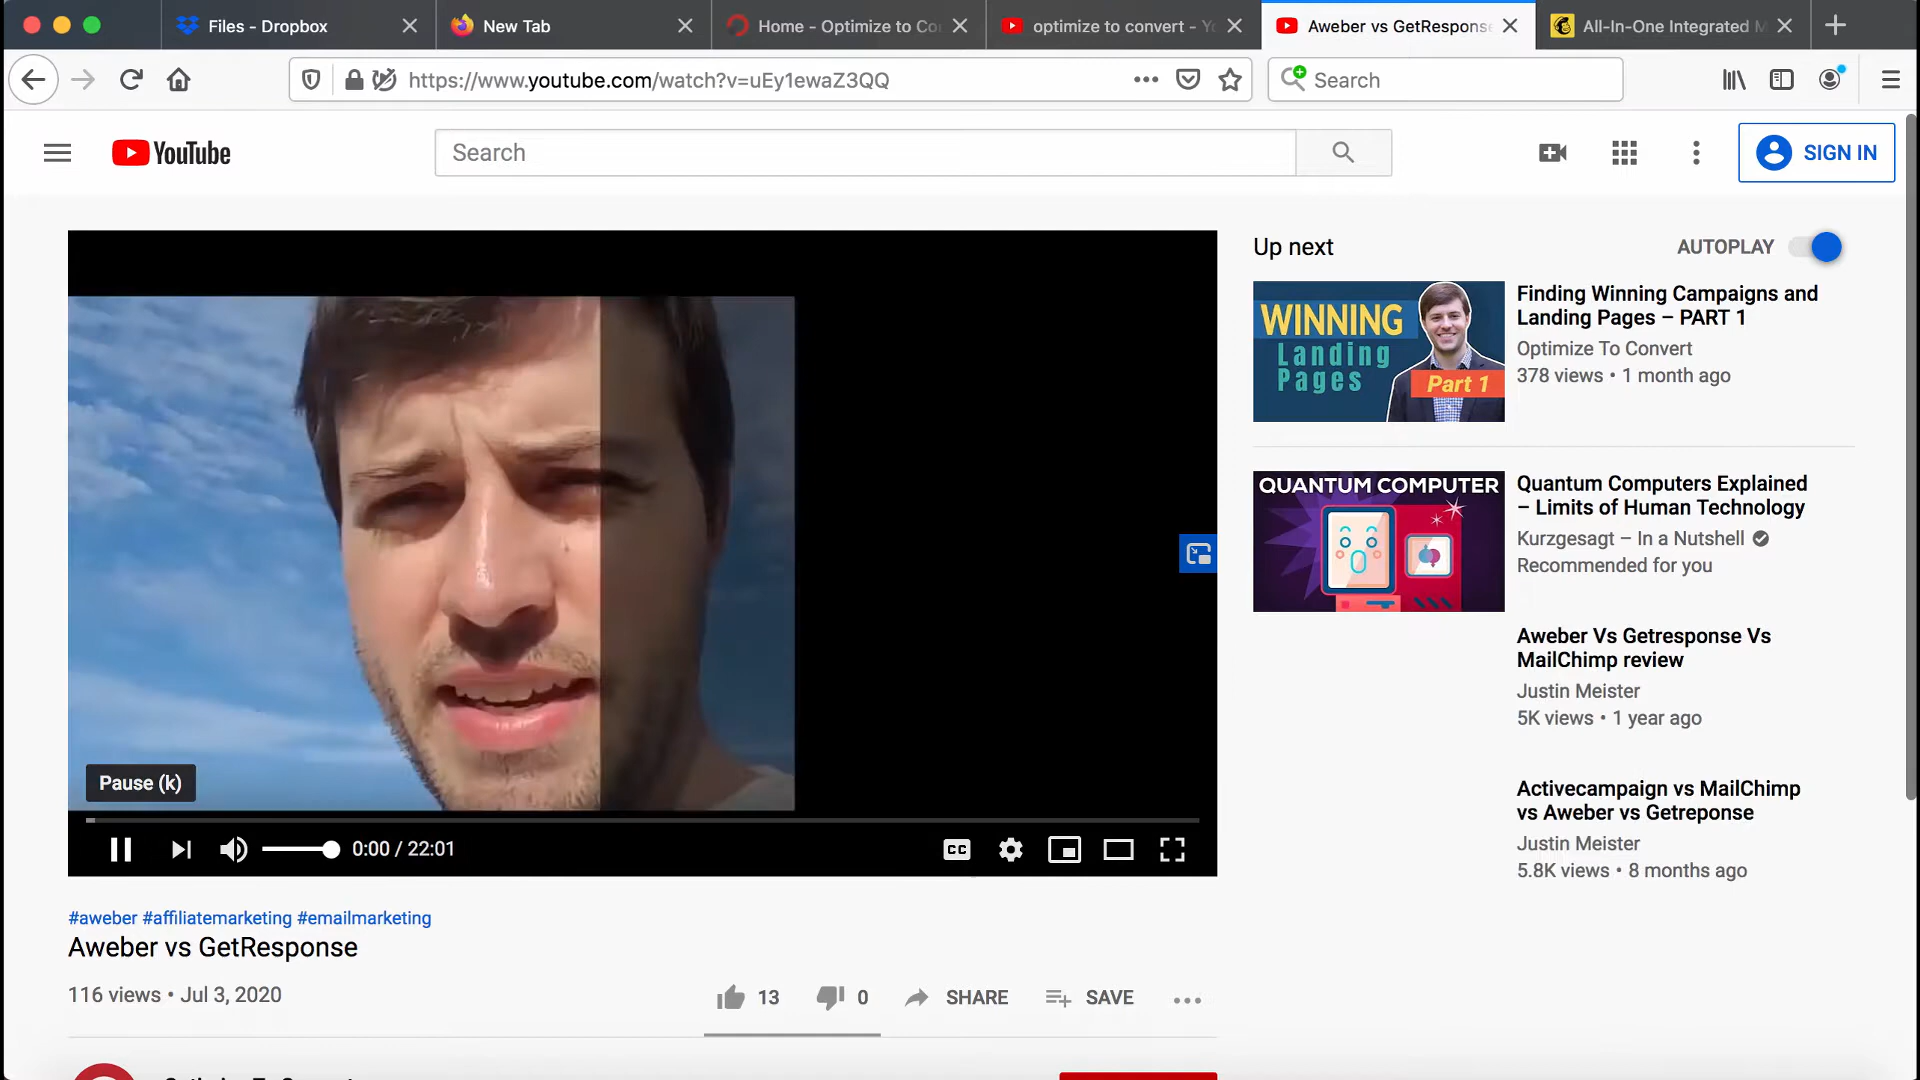 Files - Dropbox
New Tab
Home - Optimize to Co
optimize to convert - Yo
Aweber vs GetResponse
All-In-One Integrated M
https://www.youtube.com/watch?v=uEy1ewaZ3QQ
Search
YouTube
Search
SIGN IN
Up next
AUTOPLAY
WINNING
Landing
Pages
Part 1
Finding Winning Campaigns and
Landing Pages – PART 1
Optimize To Convert
378 views • 1 month ago
QUANTUM COMPUTER
Quantum Computers Explained
– Limits of Human Technology
Kurzgesagt – In a Nutshell
Recommended for you
Aweber Vs Getresponse Vs
MailChimp review
Justin Meister
5K views • 1 year ago
Activecampaign vs MailChimp
vs Aweber vs Getreponse
Justin Meister
5.8K views • 8 months ago
Pause (k)
0:00 / 22:01
CC
#aweber #affiliatemarketing #emailmarketing
Aweber vs GetResponse
116 views • Jul 3, 2020
13
0
SHARE
SAVE